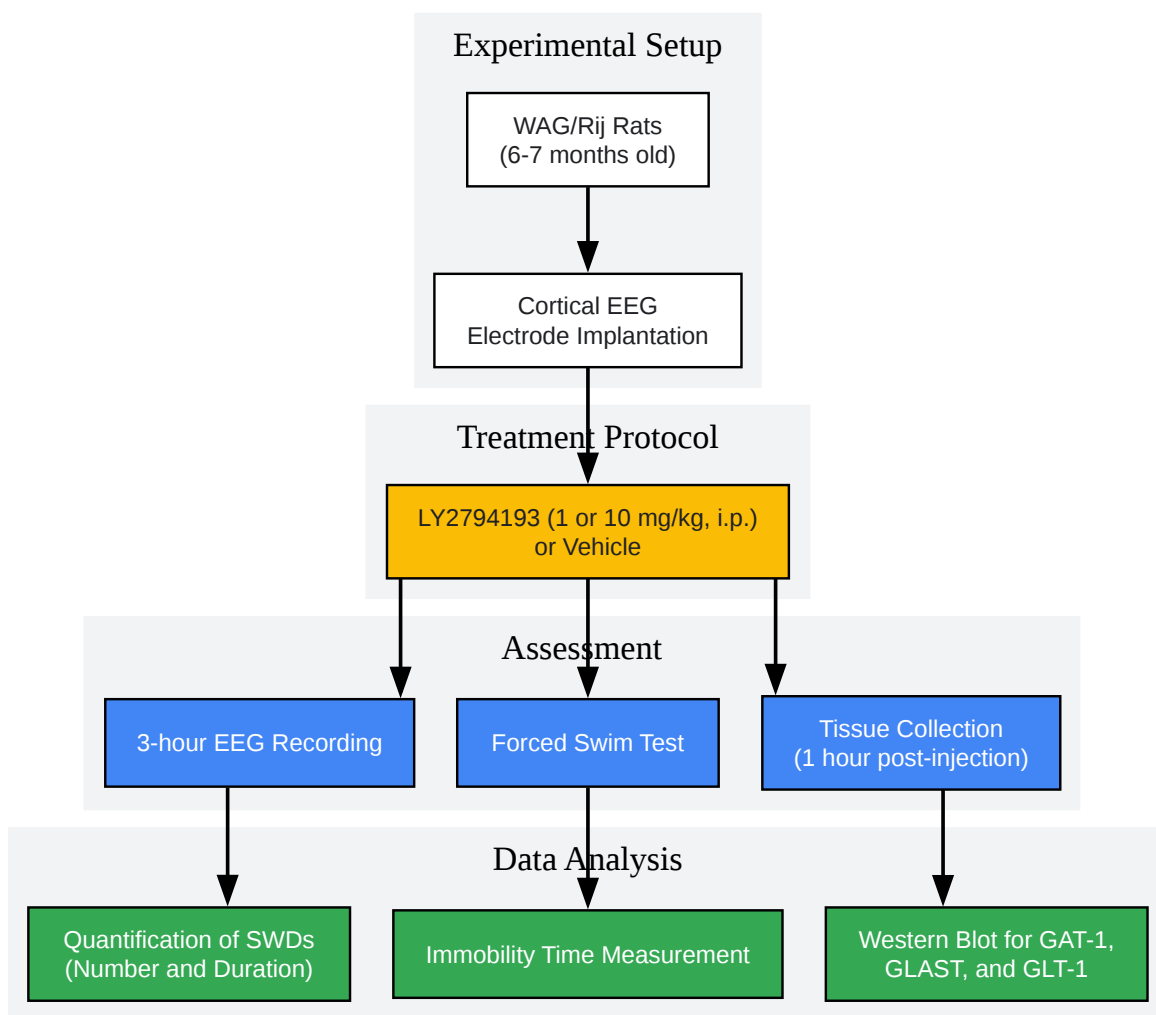 Experimental Setup
WAG/Rij Rats
(6-7 months old)
Cortical EEG
Electrode Implantation
Treatment Protocol
LY2794193 (1 or 10 mg/kg, i.p.)
or Vehicle
Assessment
3-hour EEG Recording
Forced Swim Test
Tissue Collection
(1 hour post-injection)
Data Analysis
Quantification of SWDs
(Number and Duration)
Immobility Time Measurement
Western Blot for GAT-1,
GLAST, and GLT-1